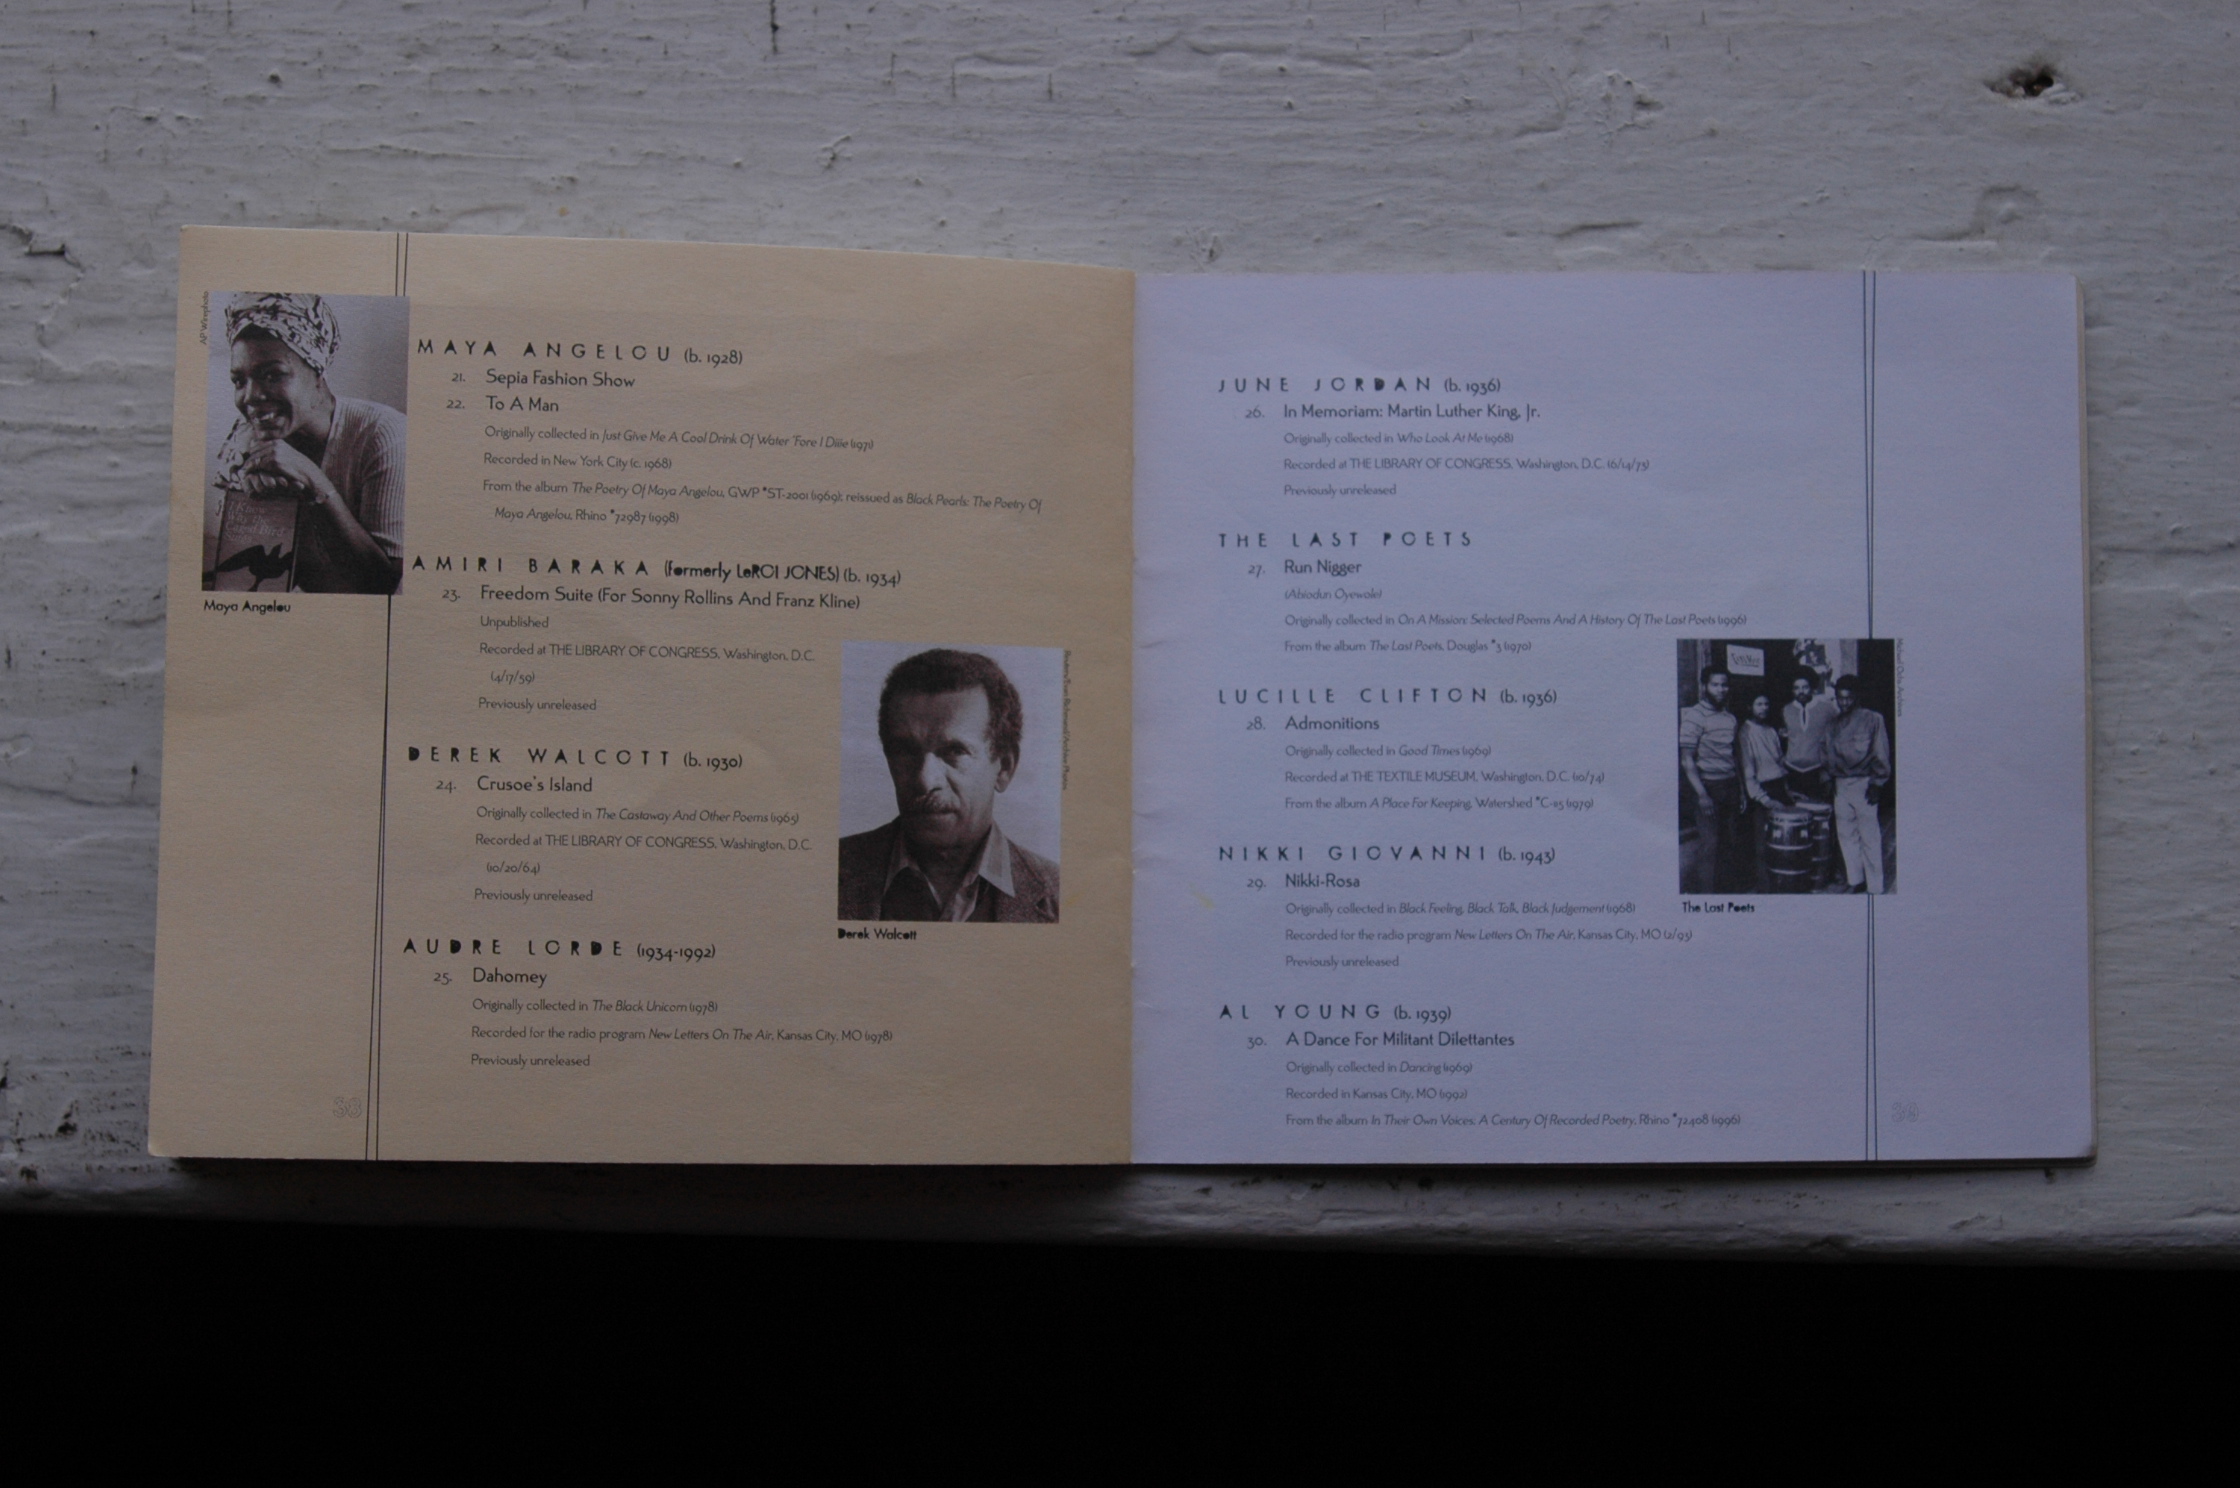 AP Wirephoto
Maya Angelou
MAYA ANGELOU (b. 1928)
21. Sepia Fashion Show
22. To A Man
Originally collected in Just Give Me A Cool Drink Of Water 'Fore I Diiie (1971)
Recorded in New York City (c. 1968)
From the album The Poetry Of Maya Angelou, GWP #ST-2001 (1969); reissued as Black Pearls: The Poetry Of
Maya Angelou, Rhino #72987 (1998)
AMIRI BARAKA (formerly LeROI JONES) (b. 1934)
23. Freedom Suite (For Sonny Rollins And Franz Kline)
Unpublished
Recorded at THE LIBRARY OF CONGRESS, Washington, D.C.
(4/17/59)
Previously unreleased
DEREK WALCOTT (b. 1930)
24. Crusoe's Island
Originally collected in The Castaway And Other Poems (1965)
Recorded at THE LIBRARY OF CONGRESS, Washington, D.C.
(10/20/64)
Previously unreleased
Derek Walcott
AUDRE LORDE (1934-1992)
25. Dahomey
Originally collected in The Black Unicorn (1978)
Recorded for the radio program New Letters On The Air, Kansas City, MO (1978)
Previously unreleased
JUNE JORDAN (b. 1936)
26. In Memoriam: Martin Luther King, Jr.
Originally collected in Who Look At Me (1968)
Recorded at THE LIBRARY OF CONGRESS, Washington, D.C. (6/14/73)
Previously unreleased
THE LAST POETS
27. Run Nigger
(Abiodun Oyewole)
Originally collected in On A Mission: Selected Poems And A History Of The Last Poets (1996)
From the album The Last Poets, Douglas #3 (1970)
LUCILLE CLIFTON (b. 1936)
28. Admonitions
Originally collected in Good Times (1969)
Recorded at THE TEXTILE MUSEUM, Washington, D.C. (10/74)
From the album A Place For Keeping, Watershed #C-115 (1979)
NIKKI GIOVANNI (b. 1943)
29. Nikki-Rosa
Originally collected in Black Feeling, Black Talk, Black Judgement (1968)
Recorded for the radio program New Letters On The Air, Kansas City, MO (2/95)
Previously unreleased
The Last Poets
AL YOUNG (b. 1939)
30. A Dance For Militant Dilettantes
Originally collected in Dancing (1969)
Recorded in Kansas City, MO (1992)
From the album In Their Own Voices: A Century Of Recorded Poetry, Rhino #72408 (1996)